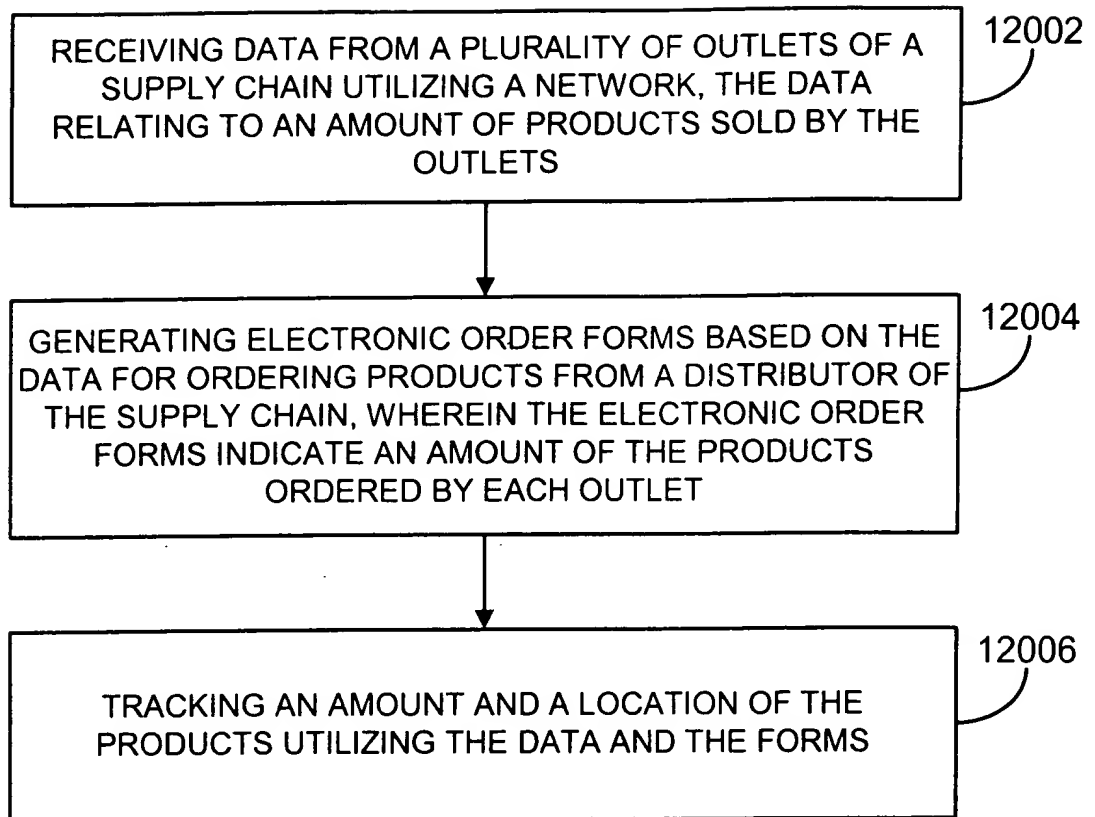 RECEIVING DATA FROM A PLURALITY OF OUTLETS OF A
SUPPLY CHAIN UTILIZING A NETWORK, THE DATA
RELATING TO AN AMOUNT OF PRODUCTS SOLD BY THE
OUTLETS
12002
GENERATING ELECTRONIC ORDER FORMS BASED ON THE
DATA FOR ORDERING PRODUCTS FROM A DISTRIBUTOR OF
THE SUPPLY CHAIN, WHEREIN THE ELECTRONIC ORDER
FORMS INDICATE AN AMOUNT OF THE PRODUCTS
ORDERED BY EACH OUTLET
12004
TRACKING AN AMOUNT AND A LOCATION OF THE
PRODUCTS UTILIZING THE DATA AND THE FORMS
12006